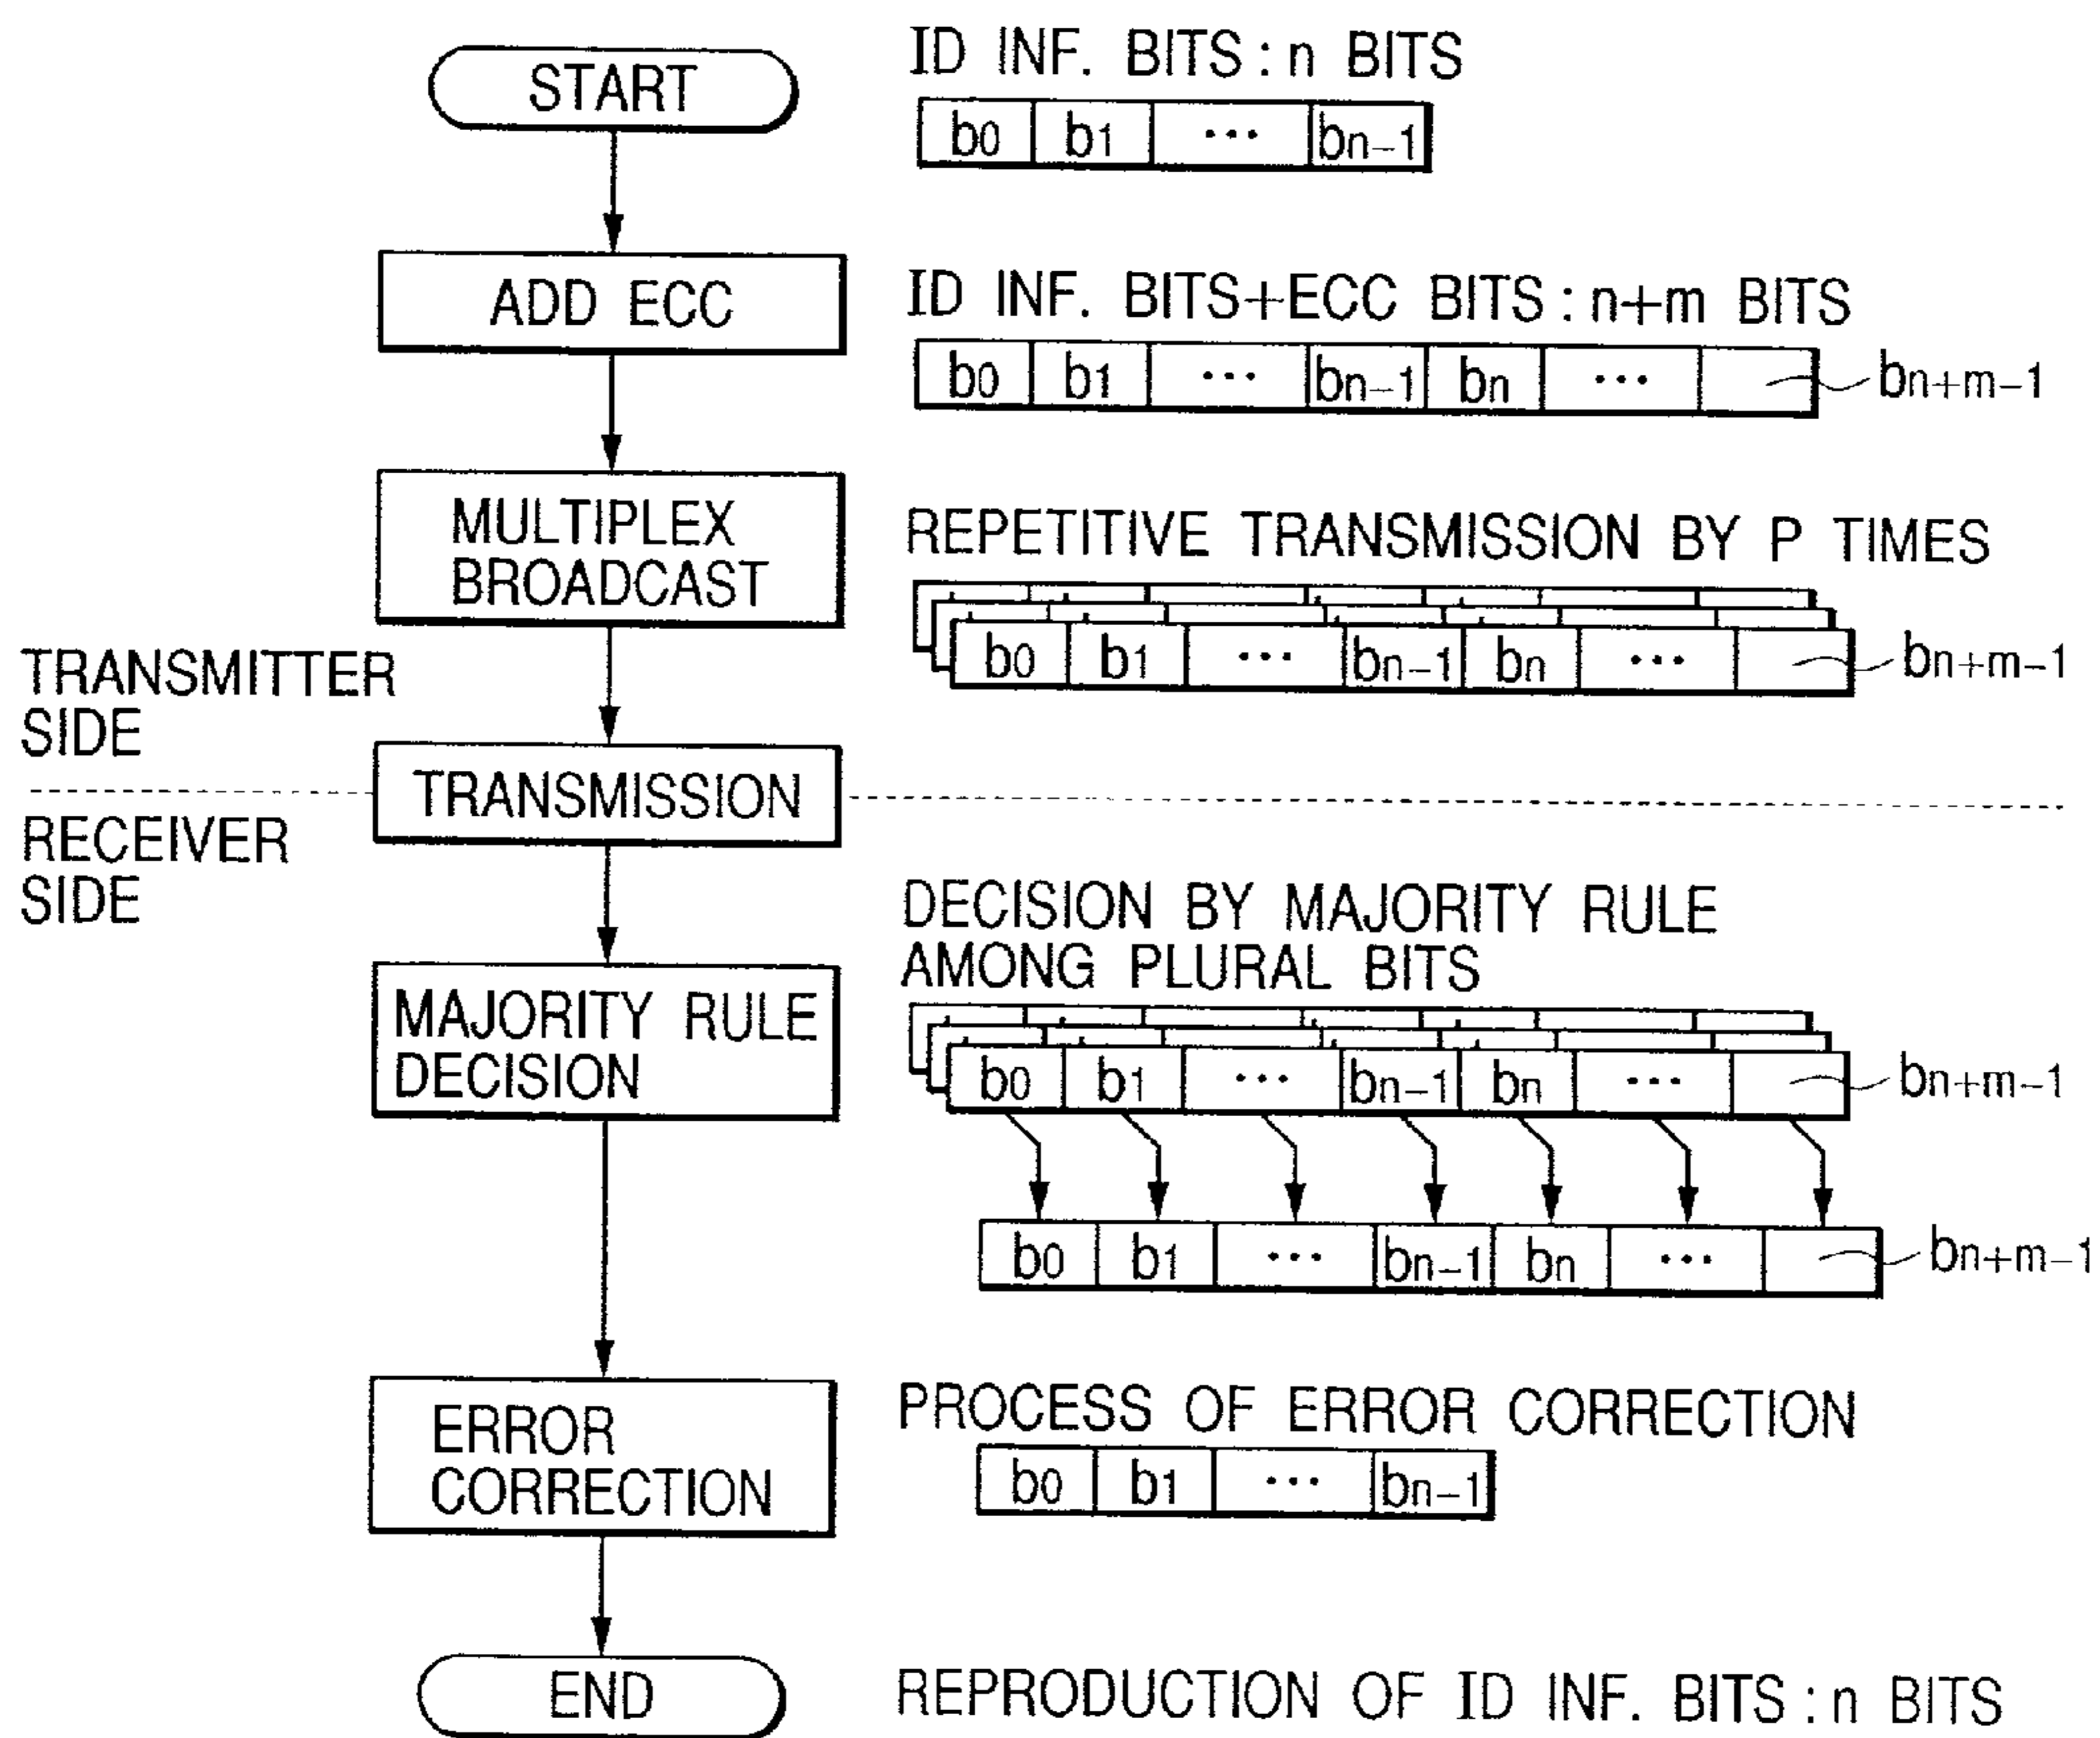 START
ID INF. BITS : n BITS
b0 b1 ... bn-1
ADD ECC
ID INF. BITS+ECC BITS : n+m BITS
b0 b1 ... bn-1 bn ... bn+m-1
MULTIPLEX
BROADCAST
REPETITIVE TRANSMISSION BY P TIMES
b0 b1 ... bn-1 bn ... bn+m-1
TRANSMITTER
SIDE
TRANSMISSION
RECEIVER
SIDE
MAJORITY RULE
DECISION
DECISION BY MAJORITY RULE
AMONG PLURAL BITS
b0 b1 ... bn-1 bn ... bn+m-1
b0 b1 ... bn-1 bn ... bn+m-1
ERROR
CORRECTION
PROCESS OF ERROR CORRECTION
b0 b1 ... bn-1
END
REPRODUCTION OF ID INF. BITS : n BITS